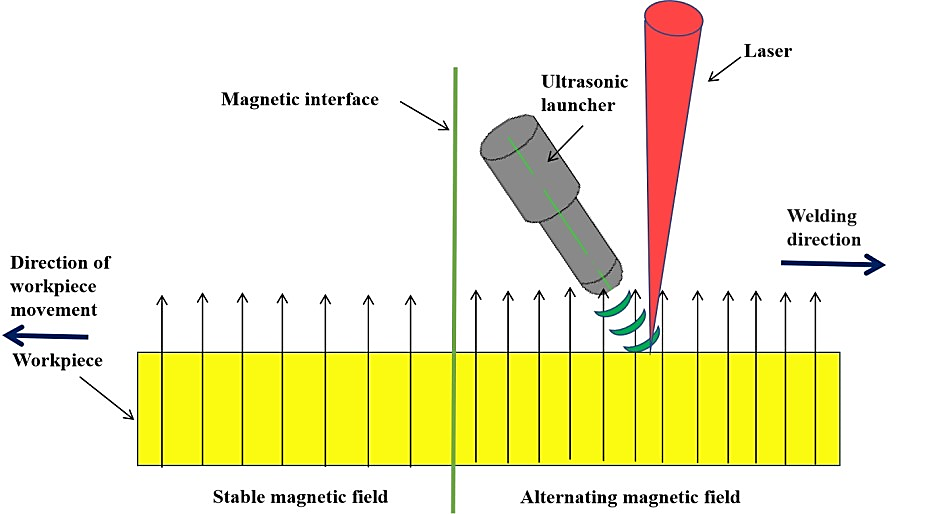 Laser
Ultrasonic
launcher
Magnetic interface
Welding
direction
Direction of
workpiece
movement
Workpiece
Stable magnetic field
Alternating magnetic field